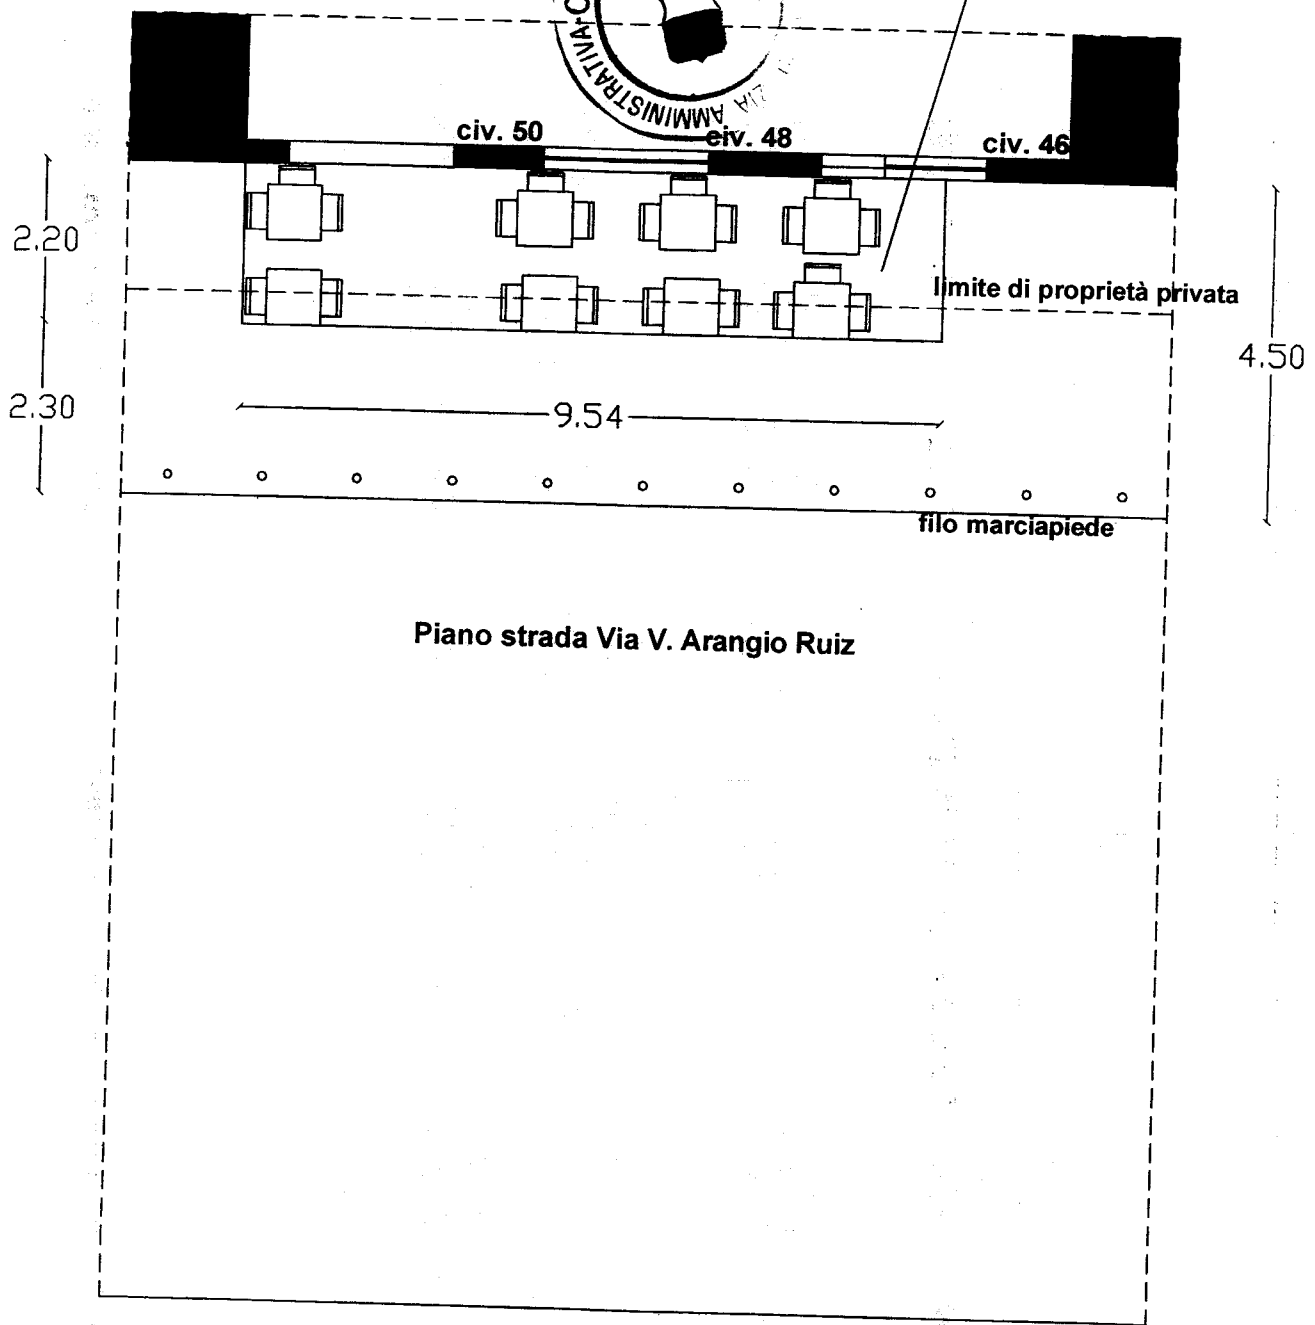 AMMINISTRATIVA-C
civ. 50
civ. 48
civ. 46
2.20
limite di proprietà privata
4.50
2.30
9.54
filo marciapiede
Piano strada Via V. Arangio Ruiz